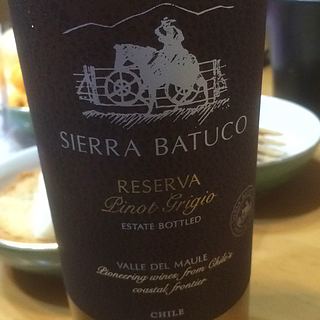 SIERRA BATUCO
RESERVA
Pinot Grigio
ESTATE BOTTLED
VALLE DEL MAULE
Pioneering wines from Chile's
coastal frontier
CHILE